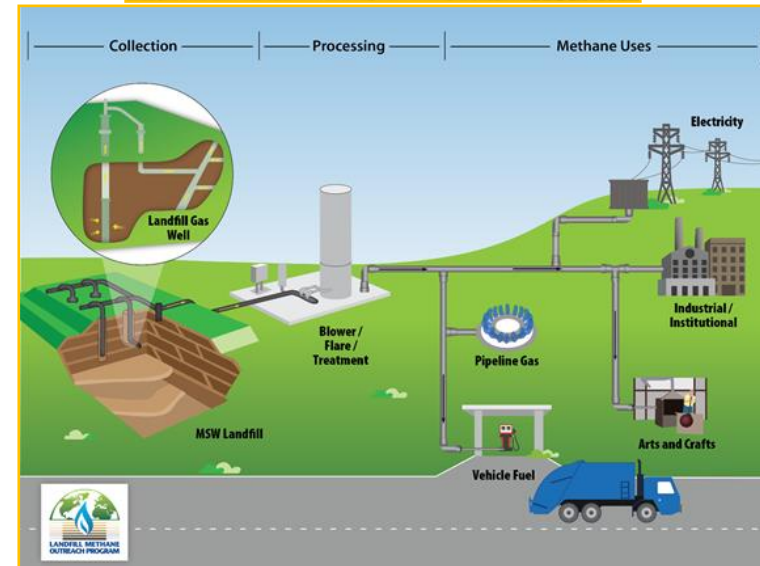 Collection
Processing
Methane Uses
Electricity
Landfill Gas
Well
Industrial /
Institutional
Blower /
Flare /
Treatment
Pipeline Gas
MSW Landfill
Arts and Crafts
Vehicle Fuel
LANDFILL METHANE
OUTREACH PROGRAM